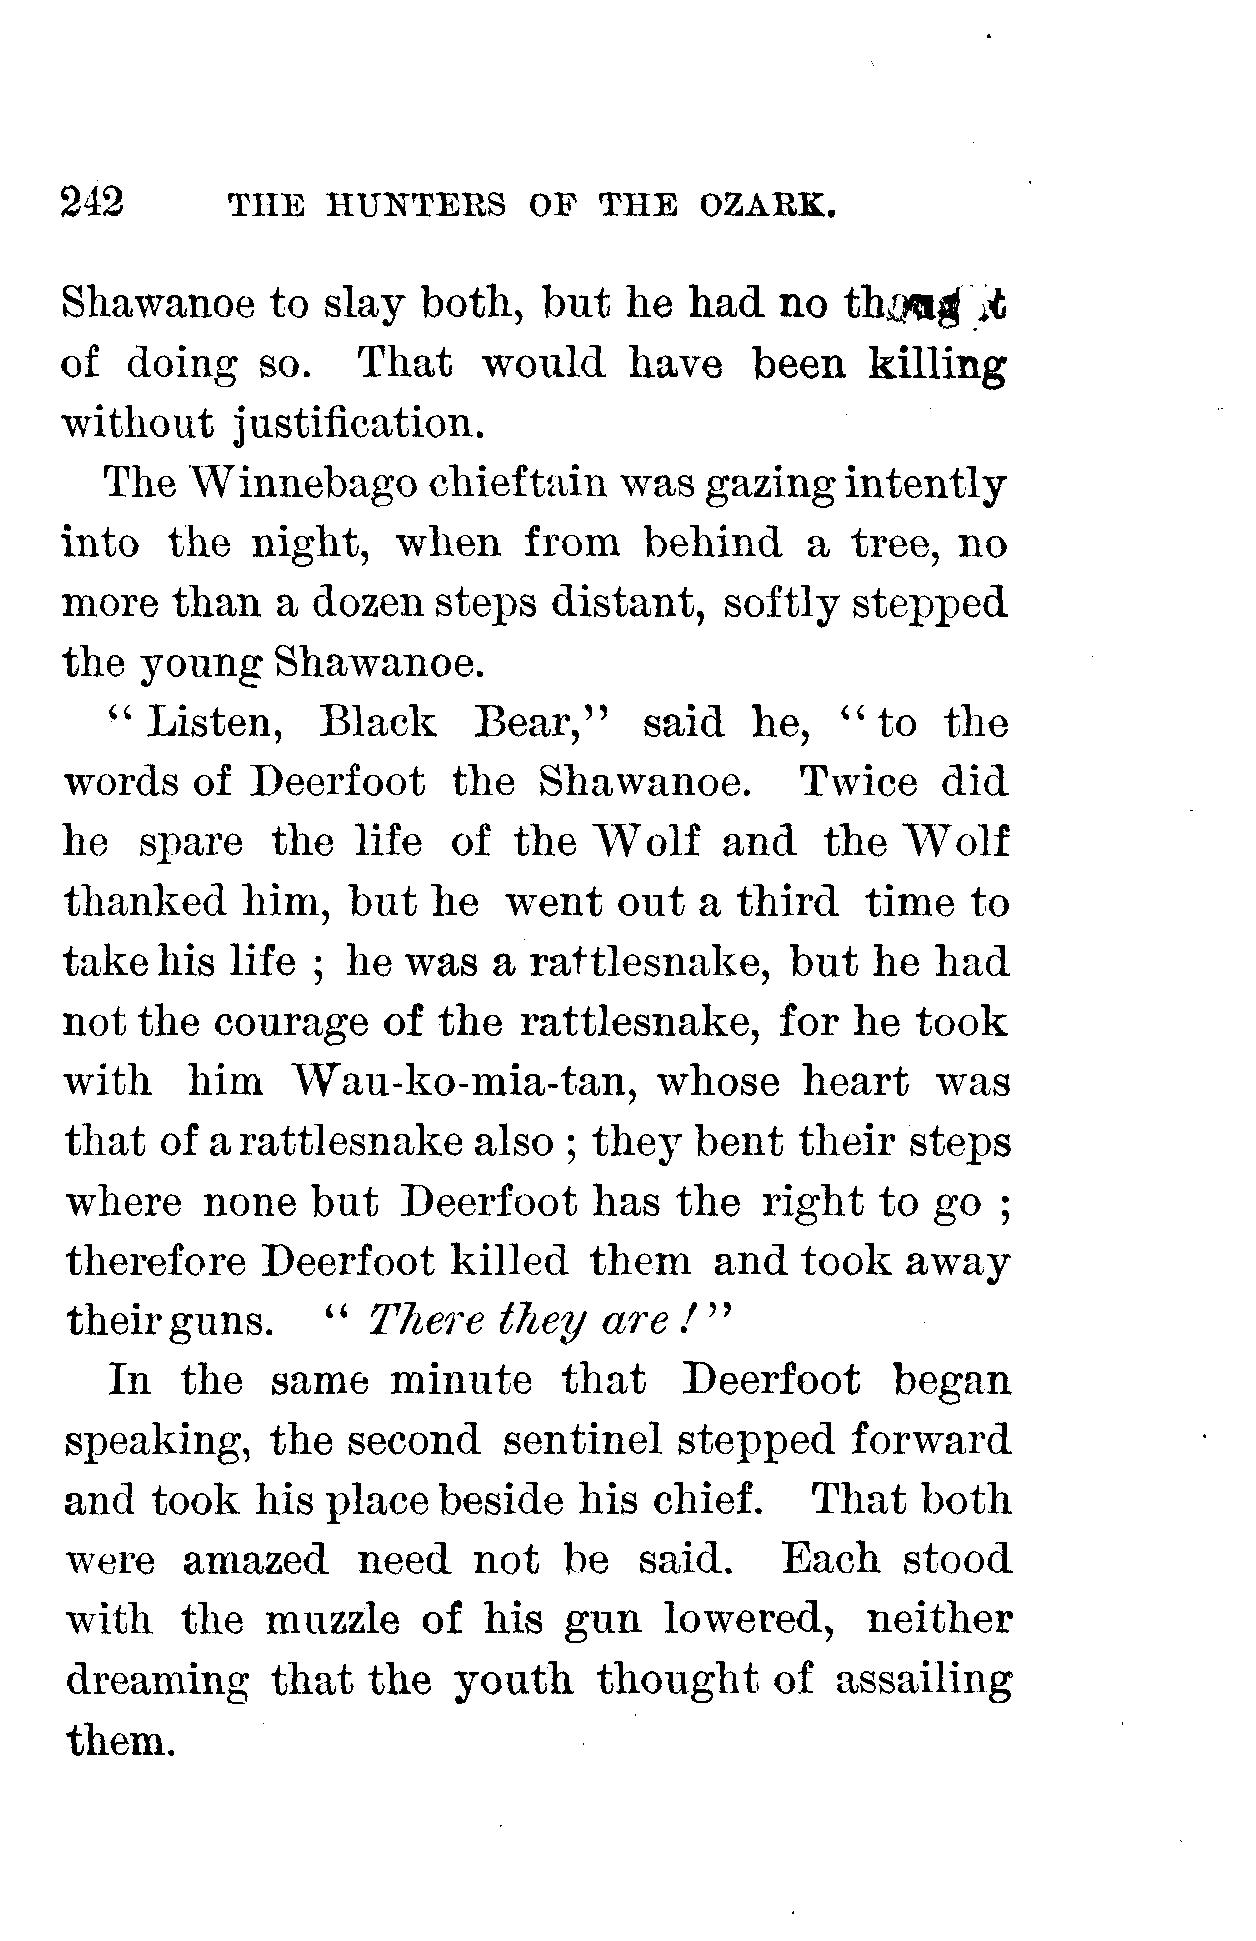 242 THE HUNTERS OF THE OZARK.
Shawanoe to slay both, but he had no
of doing so. That would have been killing
without justification.
The Winnebago chieftain was gazing intently
into the night, when from behind a tree, no
more than a dozen steps distant, softly stepped
the young Shawanoe.
“ Listen, Black Bear,” said he, “ to the
words of Deerfoot the Shawanoe. Twice did
he spare the life of the Wolf and the Wolf
thanked him, but he went out a third time to
take his life ; he was a rattlesnake, but he had
not the courage of the rattlesnake, for he took
with him Wau-ko-mia-tan, whose heart was
that of a rattlesnake also ; they bent their steps
where none but Deerfoot has the right to go ;
therefore Deerfoot killed them and took away
their guns. “ There they are ! ”
In the same minute that Deerfoot began
speaking, the second sentinel stepped forward
and took his place beside his chief. That both
were amazed need not be said. Each stood
with the muzzle of his gun lowered, neither
dreaming that the youth thought of assailing
them.